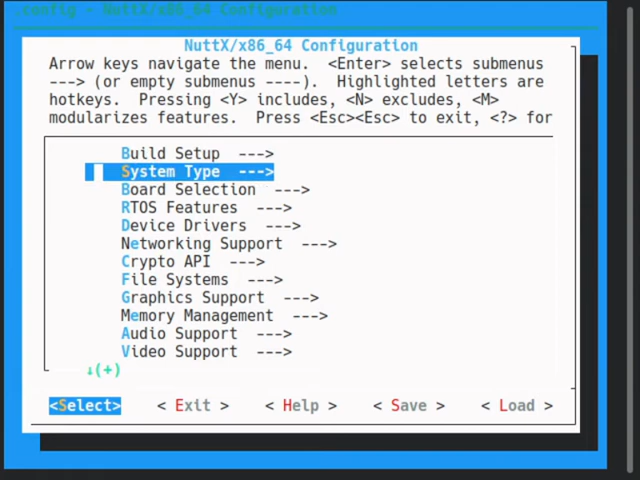 .config - NuttX/x86_64 Configuration
NuttX/x86_64 Configuration
Arrow keys navigate the menu.  <Enter> selects submenus
---> (or empty submenus ----).  Highlighted letters are
hotkeys.  Pressing <Y> includes, <N> excludes, <M>
modularizes features.  Press <Esc><Esc> to exit, <?> for
Build Setup  --->
System Type  --->
Board Selection  --->
RTOS Features  --->
Device Drivers  --->
Networking Support  --->
Crypto API  --->
File Systems  --->
Graphics Support  --->
Memory Management  --->
Audio Support  --->
Video Support  --->
↓(+)
<Select>    < Exit >    < Help >    < Save >    < Load >